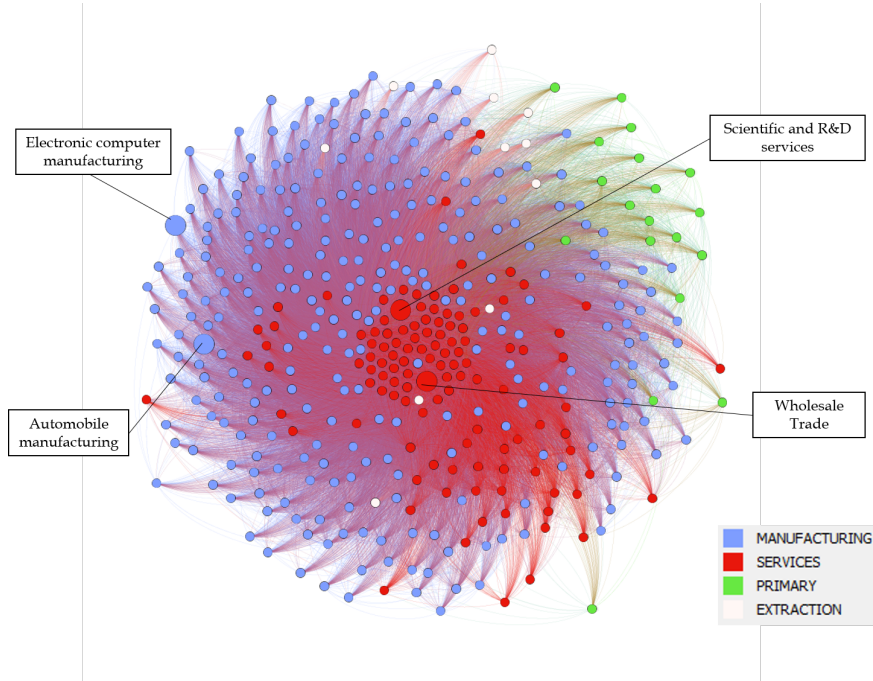 Electronic computer
manufacturing
Scientific and R&D
services
Automobile
manufacturing
Wholesale
Trade
MANUFACTURING
SERVICES
PRIMARY
EXTRACTION